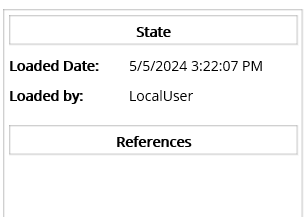 State
Loaded Date: 5/5/2024 3:22:07 PM
Loaded by: LocalUser
References